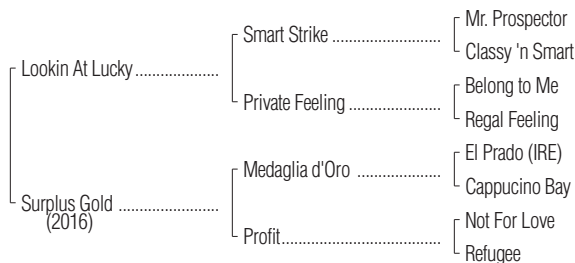 Lookin At Lucky
Smart Strike
Mr. Prospector
Classy 'n Smart
Private Feeling
Belong to Me
Regal Feeling
Surplus Gold
(2016)
Medaglia d'Oro
El Prado (IRE)
Cappucino Bay
Profit
Not For Love
Refugee